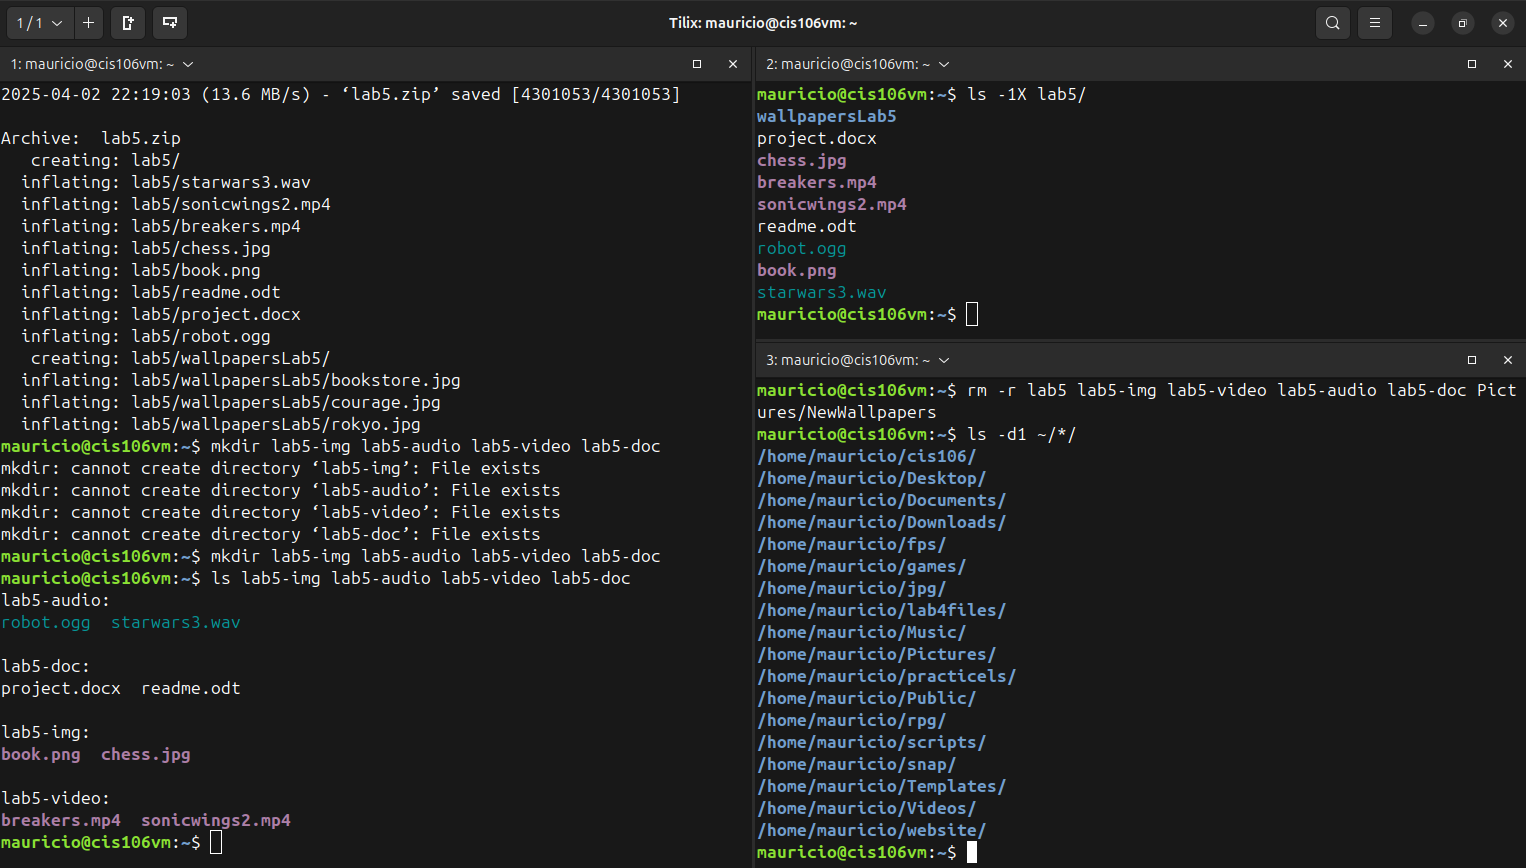 1 / 1
Tilix: mauricio@cis106vm: ~
1: mauricio@cis106vm: ~
2025-04-02 22:19:03 (13.6 MB/s) - ‘lab5.zip’ saved [4301053/4301053]
Archive:  lab5.zip
   creating: lab5/
  inflating: lab5/starwars3.wav
  inflating: lab5/sonicwings2.mp4
  inflating: lab5/breakers.mp4
  inflating: lab5/chess.jpg
  inflating: lab5/book.png
  inflating: lab5/readme.odt
  inflating: lab5/project.docx
  inflating: lab5/robot.ogg
   creating: lab5/wallpapersLab5/
  inflating: lab5/wallpapersLab5/bookstore.jpg
  inflating: lab5/wallpapersLab5/courage.jpg
  inflating: lab5/wallpapersLab5/rokyo.jpg
mauricio@cis106vm:~$ mkdir lab5-img lab5-audio lab5-video lab5-doc
mkdir: cannot create directory ‘lab5-img’: File exists
mkdir: cannot create directory ‘lab5-audio’: File exists
mkdir: cannot create directory ‘lab5-video’: File exists
mkdir: cannot create directory ‘lab5-doc’: File exists
mauricio@cis106vm:~$ mkdir lab5-img lab5-audio lab5-video lab5-doc
mauricio@cis106vm:~$ ls lab5-img lab5-audio lab5-video lab5-doc
lab5-audio:
robot.ogg  starwars3.wav
lab5-doc:
project.docx  readme.odt
lab5-img:
book.png  chess.jpg
lab5-video:
breakers.mp4  sonicwings2.mp4
mauricio@cis106vm:~$
2: mauricio@cis106vm: ~
mauricio@cis106vm:~$ ls -1X lab5/
wallpapersLab5
project.docx
chess.jpg
breakers.mp4
sonicwings2.mp4
readme.odt
robot.ogg
book.png
starwars3.wav
mauricio@cis106vm:~$
3: mauricio@cis106vm: ~
mauricio@cis106vm:~$ rm -r lab5 lab5-img lab5-video lab5-audio lab5-doc Pict
ures/NewWallpapers
mauricio@cis106vm:~$ ls -d1 ~/*/
/home/mauricio/cis106/
/home/mauricio/Desktop/
/home/mauricio/Documents/
/home/mauricio/Downloads/
/home/mauricio/fps/
/home/mauricio/games/
/home/mauricio/jpg/
/home/mauricio/lab4files/
/home/mauricio/Music/
/home/mauricio/Pictures/
/home/mauricio/practicels/
/home/mauricio/Public/
/home/mauricio/rpg/
/home/mauricio/scripts/
/home/mauricio/snap/
/home/mauricio/Templates/
/home/mauricio/Videos/
/home/mauricio/website/
mauricio@cis106vm:~$